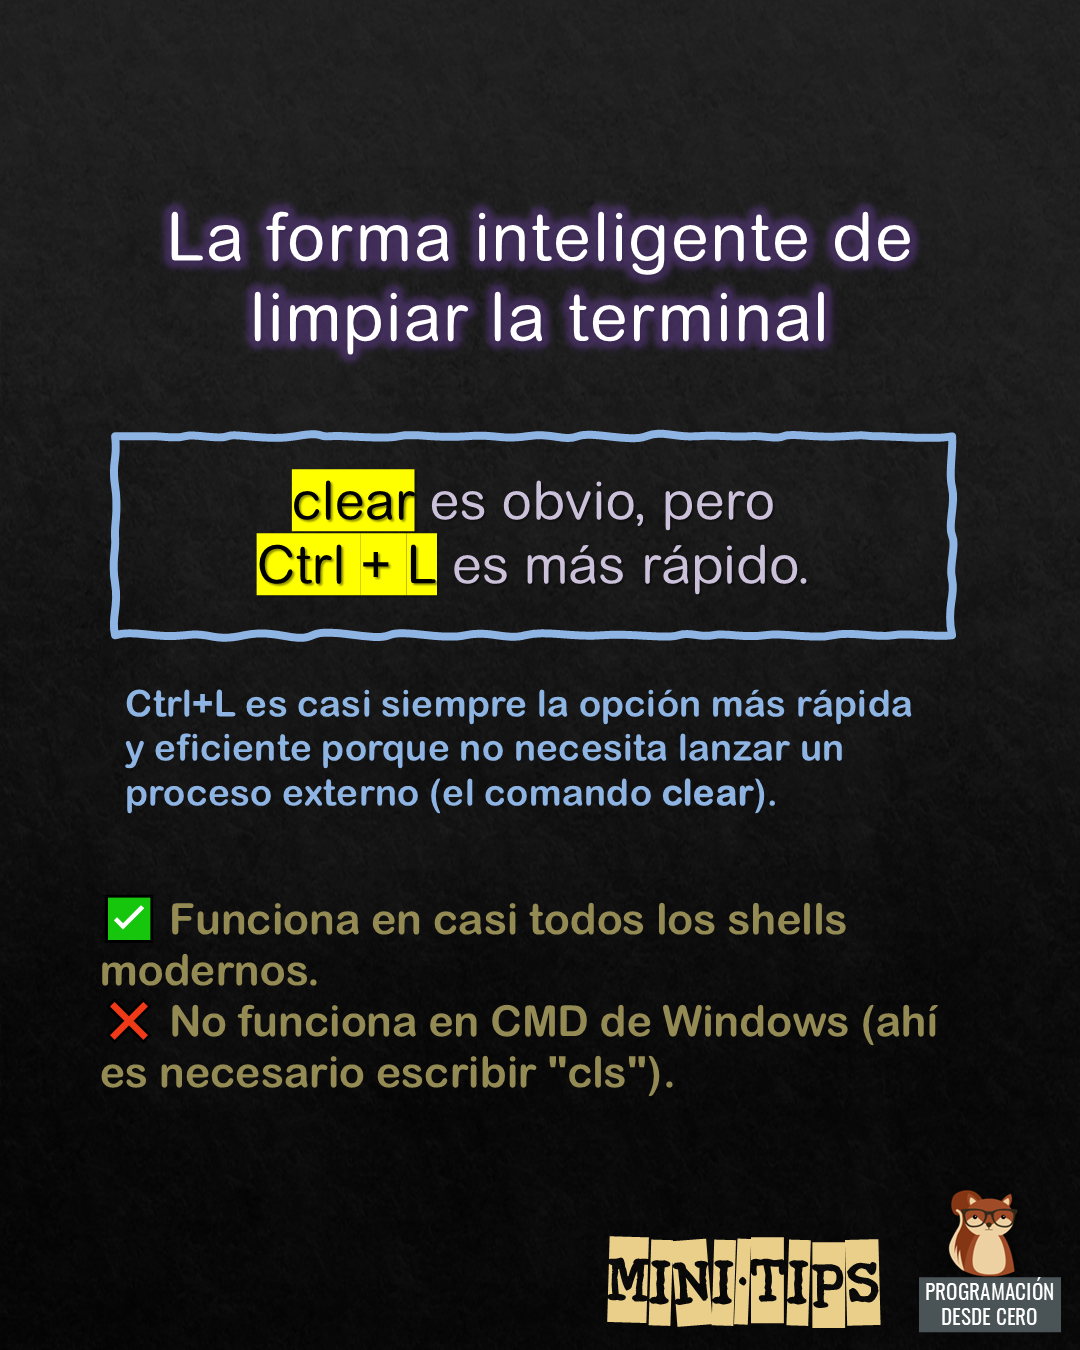 La forma inteligente de
limpiar la terminal
clear es obvio, pero
Ctrl + L es más rápido.
Ctrl+L es casi siempre la opción más rápida
y eficiente porque no necesita lanzar un
proceso externo (el comando clear).
✅ Funciona en casi todos los shells
modernos.
❌ No funciona en CMD de Windows (ahí
es necesario escribir "cls").
MINI·TIPS
PROGRAMACIÓN
DESDE CERO